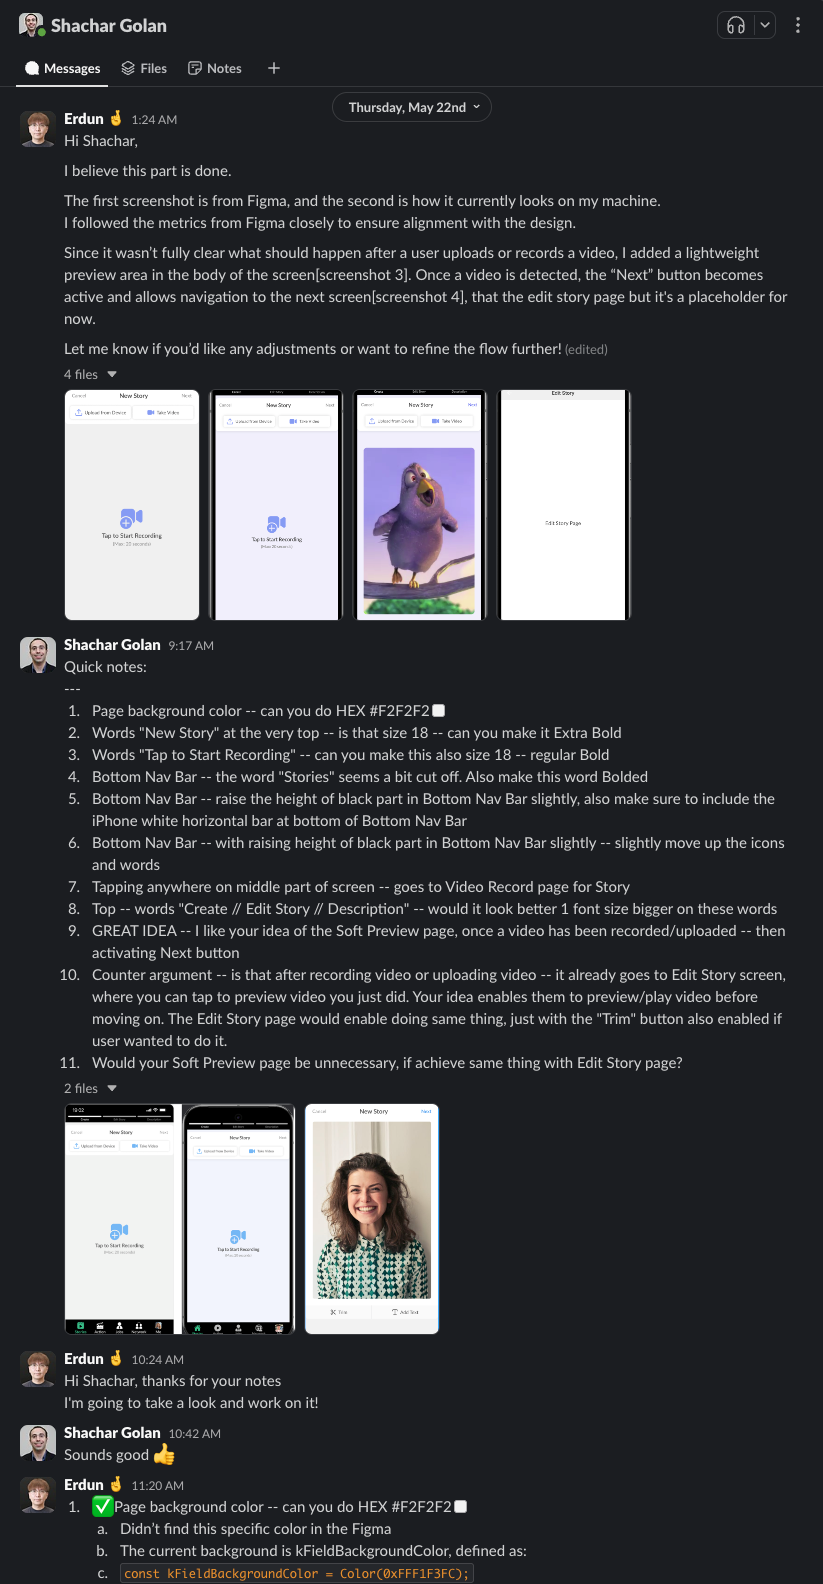 Shachar Golan
Messages
Files
Notes
Thursday, May 22nd
Erdun 1:24 AM
Hi Shachar,
I believe this part is done.
The first screenshot is from Figma, and the second is how it currently looks on my machine.
I followed the metrics from Figma closely to ensure alignment with the design.
Since it wasn't fully clear what should happen after a user uploads or records a video, I added a lightweight
preview area in the body of the screen[screenshot 3]. Once a video is detected, the “Next” button becomes
active and allows navigation to the next screen[screenshot 4], that the edit story page but it's a placeholder for
now.
Let me know if you'd like any adjustments or want to refine the flow further! (edited)
4 files
Cancel New Story Next
Upload from Device Take Video
Tap to Start Recording
(Max: 20 seconds)
New Story Next
Upload from Device Take Video
Tap to Start Recording
(Max: 20 seconds)
Cancel New Story Next
Upload from Device Take Video
Edit Story
Edit Story Page
Shachar Golan 9:17 AM
Quick notes:
---
1. Page background color -- can you do HEX #F2F2F2
2. Words "New Story" at the very top -- is that size 18 -- can you make it Extra Bold
3. Words "Tap to Start Recording" -- can you make this also size 18 -- regular Bold
4. Bottom Nav Bar -- the word "Stories" seems a bit cut off. Also make this word Bolded
5. Bottom Nav Bar -- raise the height of black part in Bottom Nav Bar slightly, also make sure to include the
iPhone white horizontal bar at bottom of Bottom Nav Bar
6. Bottom Nav Bar -- with raising height of black part in Bottom Nav Bar slightly -- slightly move up the icons
and words
7. Tapping anywhere on middle part of screen -- goes to Video Record page for Story
8. Top -- words "Create // Edit Story // Description" -- would it look better 1 font size bigger on these words
9. GREAT IDEA -- I like your idea of the Soft Preview page, once a video has been recorded/uploaded -- then
activating Next button
10. Counter argument -- is that after recording video or uploading video -- it already goes to Edit Story screen,
where you can tap to preview video you just did. Your idea enables them to preview/play video before
moving on. The Edit Story page would enable doing same thing, just with the "Trim" button also enabled if
user wanted to do it.
11. Would your Soft Preview page be unnecessary, if achieve same thing with Edit Story page?
2 files
19:02
Create Edit Story Description
Cancel New Story Next
Upload from Device Take Video
Tap to Start Recording
(Max: 20 seconds)
Stories Action Jobs Network Me
Cancel New Story Next
Upload from Device Take Video
Tap to Start Recording
Cancel New Story Next
Trim Add Text
Erdun 10:24 AM
Hi Shachar, thanks for your notes
I'm going to take a look and work on it!
Shachar Golan 10:42 AM
Sounds good
Erdun 11:20 AM
1. Page background color -- can you do HEX #F2F2F2
a. Didn't find this specific color in the Figma
b. The current background is kFieldBackgroundColor, defined as:
c. const kFieldBackgroundColor = Color(0xFFF1F3FC);